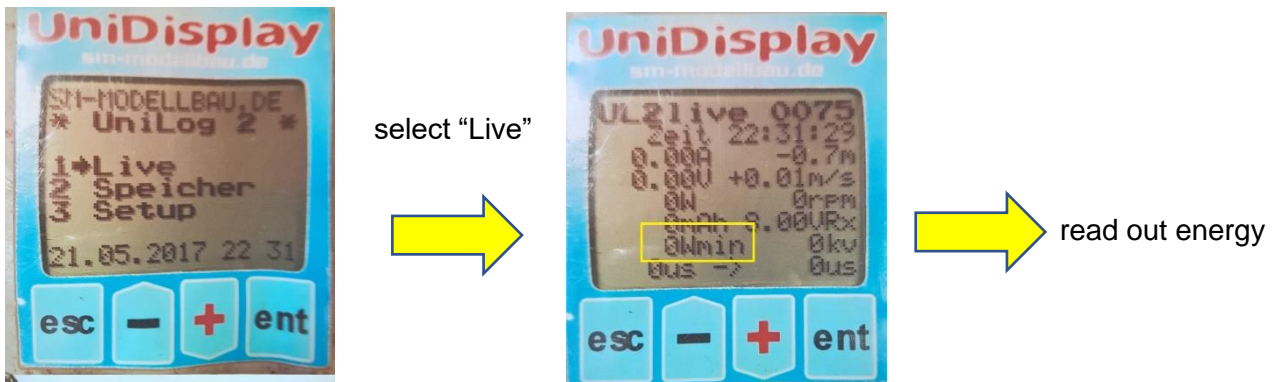 UniDisplay
sm-modellbau.de
SM-MODELLBAU.DE
* UniLog 2 *
1→Live
2 Speicher
3 Setup
21.05.2017 22 31
esc − + ent
select “Live”
UniDisplay
sm-modellbau.de
UL2live 0075
Zeit 22:31:29
0.00A -0.7m
0.00V +0.01m/s
0W 0rpm
0mAh
0Wmin 0kv
0us -> 0us
esc − + ent
read out energy